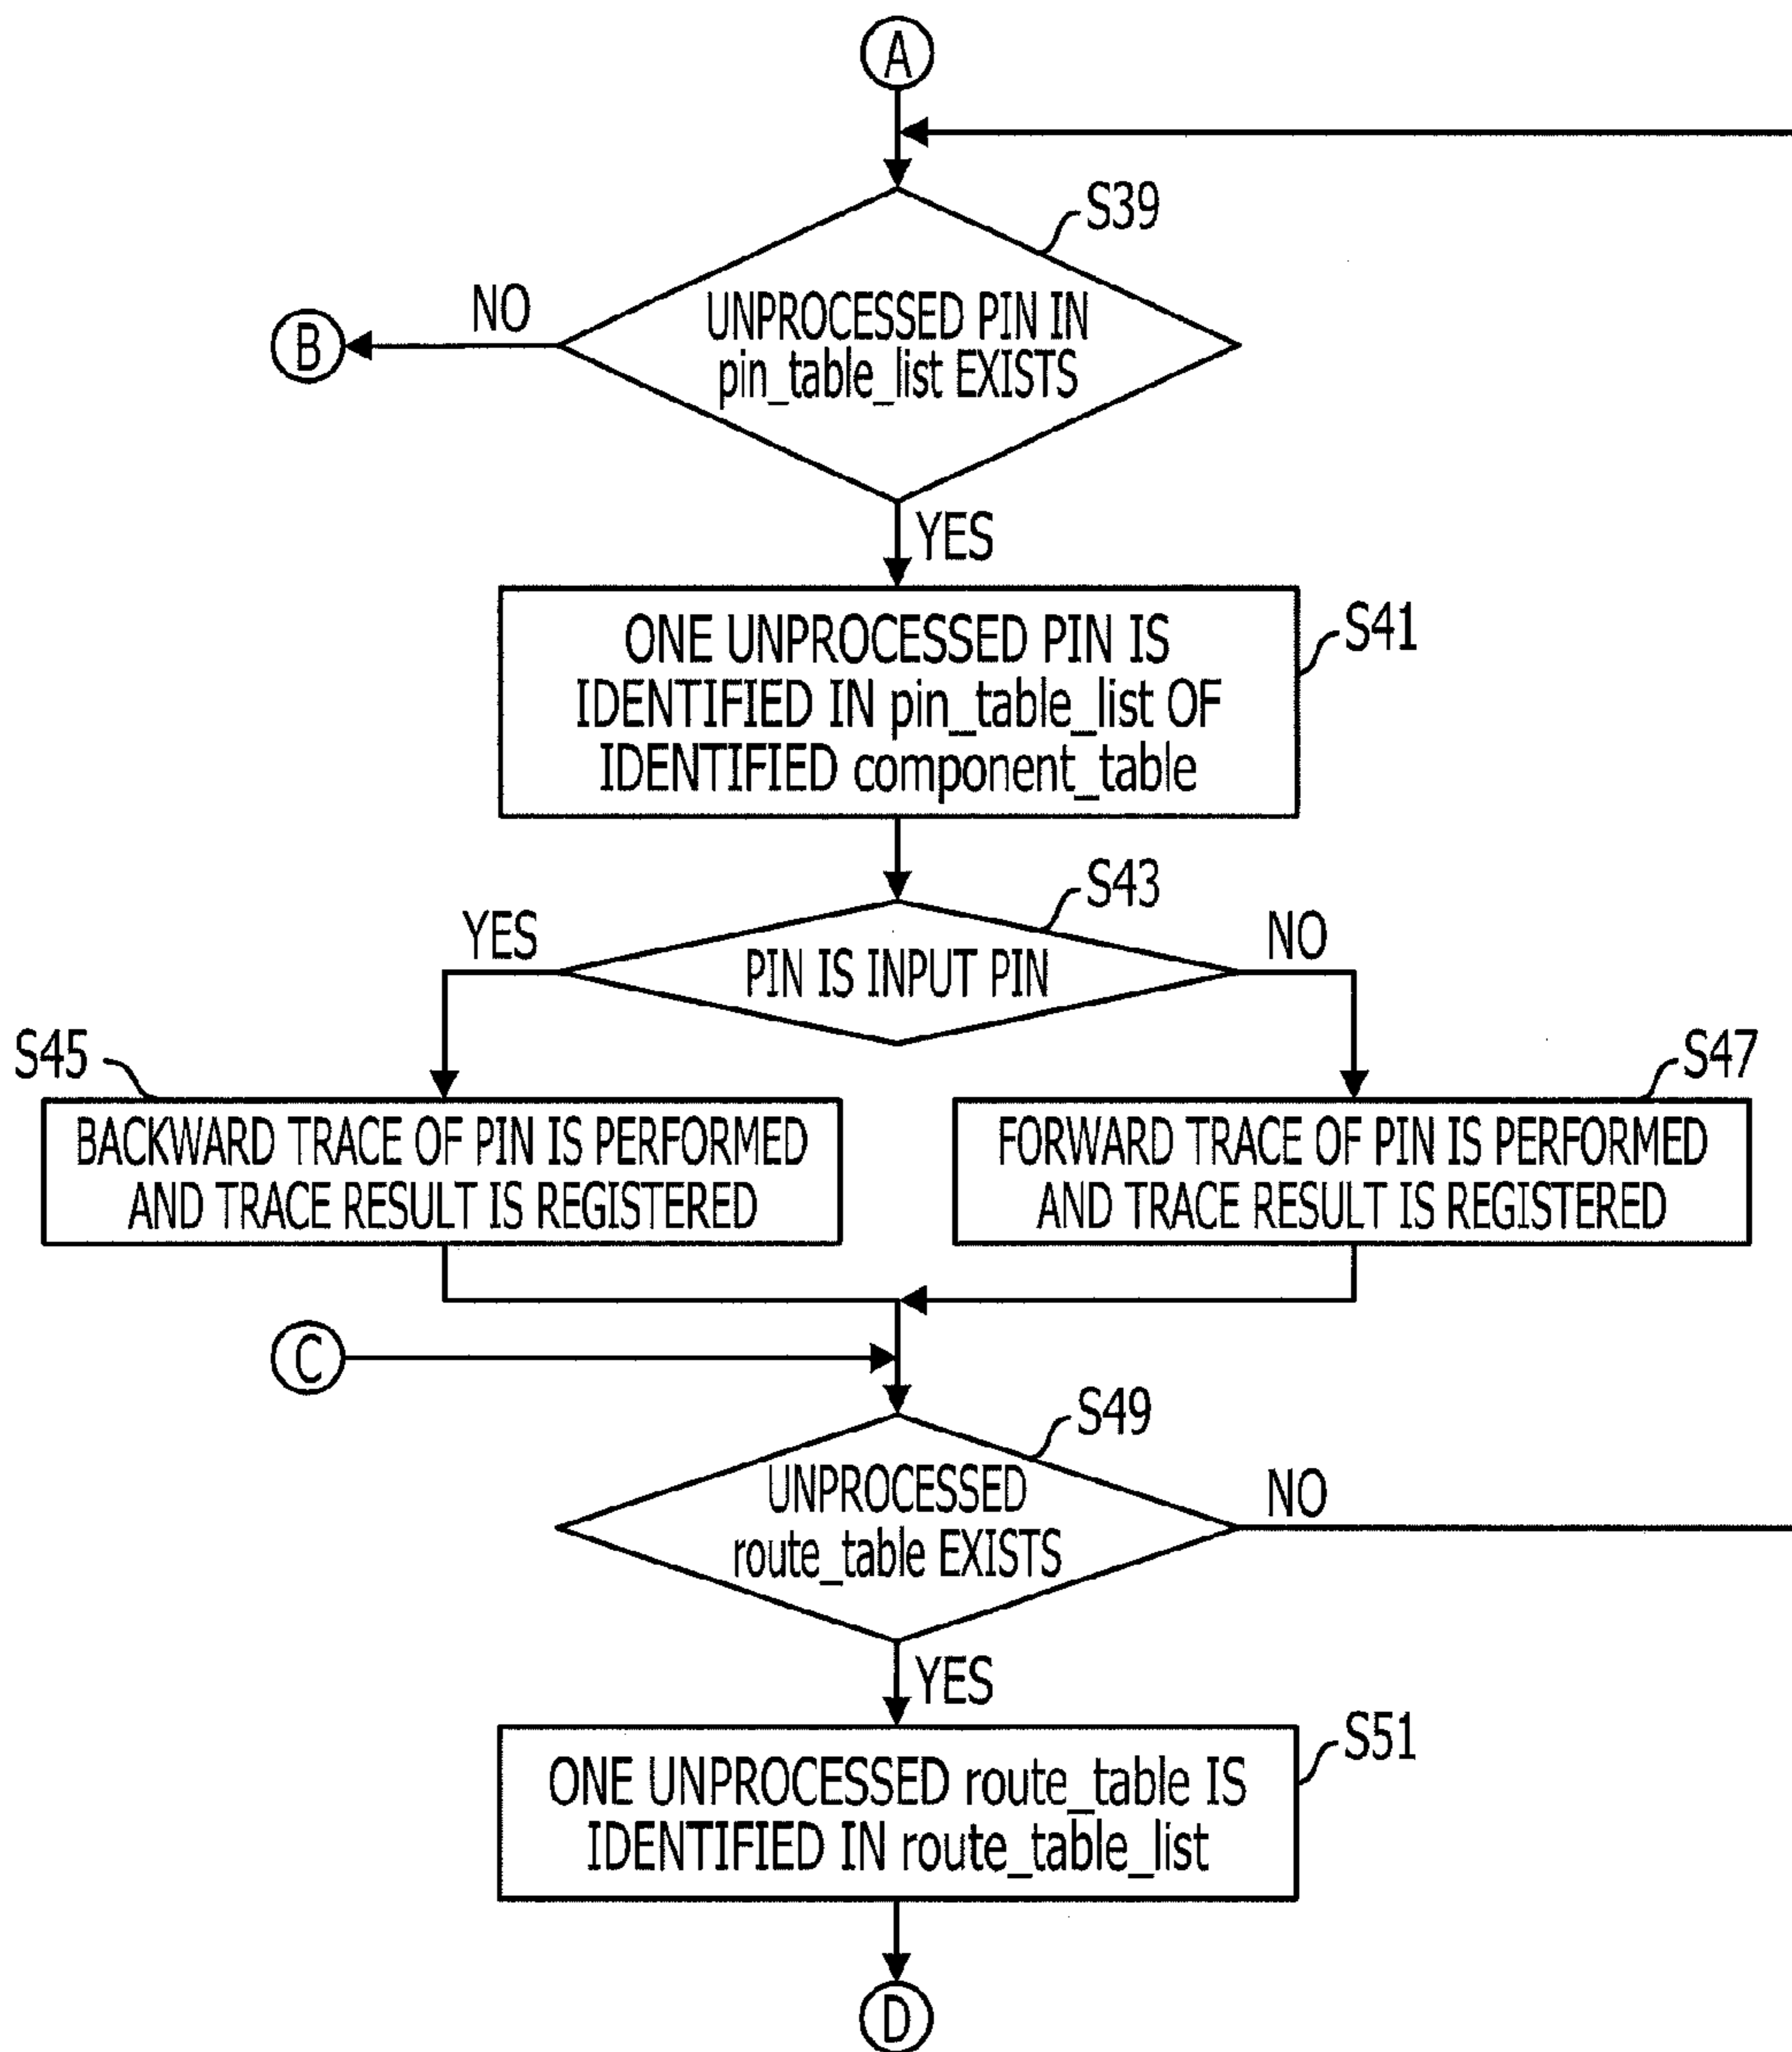 A
S39
UNPROCESSED PIN IN
pin_table_list EXISTS
NO
B
YES
ONE UNPROCESSED PIN IS
IDENTIFIED IN pin_table_list OF
IDENTIFIED component_table
S41
S43
YES
PIN IS INPUT PIN
NO
S45
BACKWARD TRACE OF PIN IS PERFORMED
AND TRACE RESULT IS REGISTERED
S47
FORWARD TRACE OF PIN IS PERFORMED
AND TRACE RESULT IS REGISTERED
C
S49
UNPROCESSED
route_table EXISTS
NO
YES
S51
ONE UNPROCESSED route_table IS
IDENTIFIED IN route_table_list
D